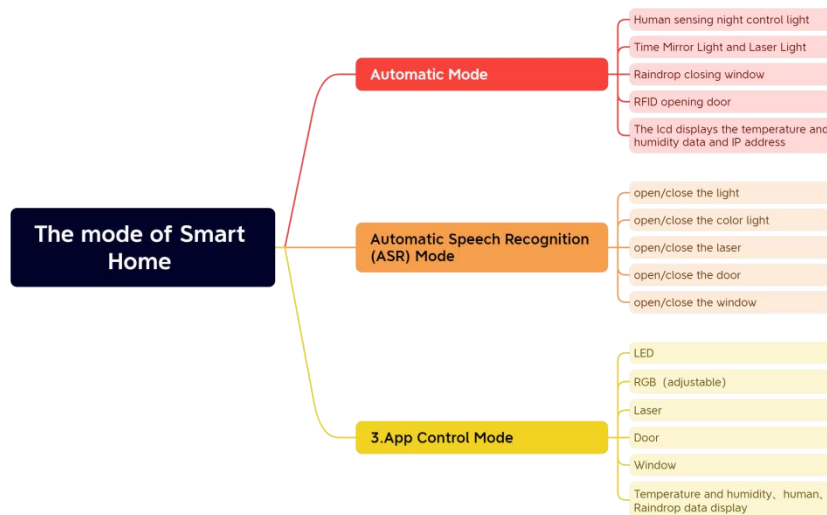 Human sensing night control light
Time Mirror Light and Laser Light
Automatic Mode
Raindrop closing window
RFID opening door
The lcd displays the temperature and
humidity data and IP address
The mode of Smart
Home
open/close the light
open/close the color light
Automatic Speech Recognition
(ASR) Mode
open/close the laser
open/close the door
open/close the window
LED
RGB（adjustable）
Laser
3.App Control Mode
Door
Window
Temperature and humidity、human、
Raindrop data display